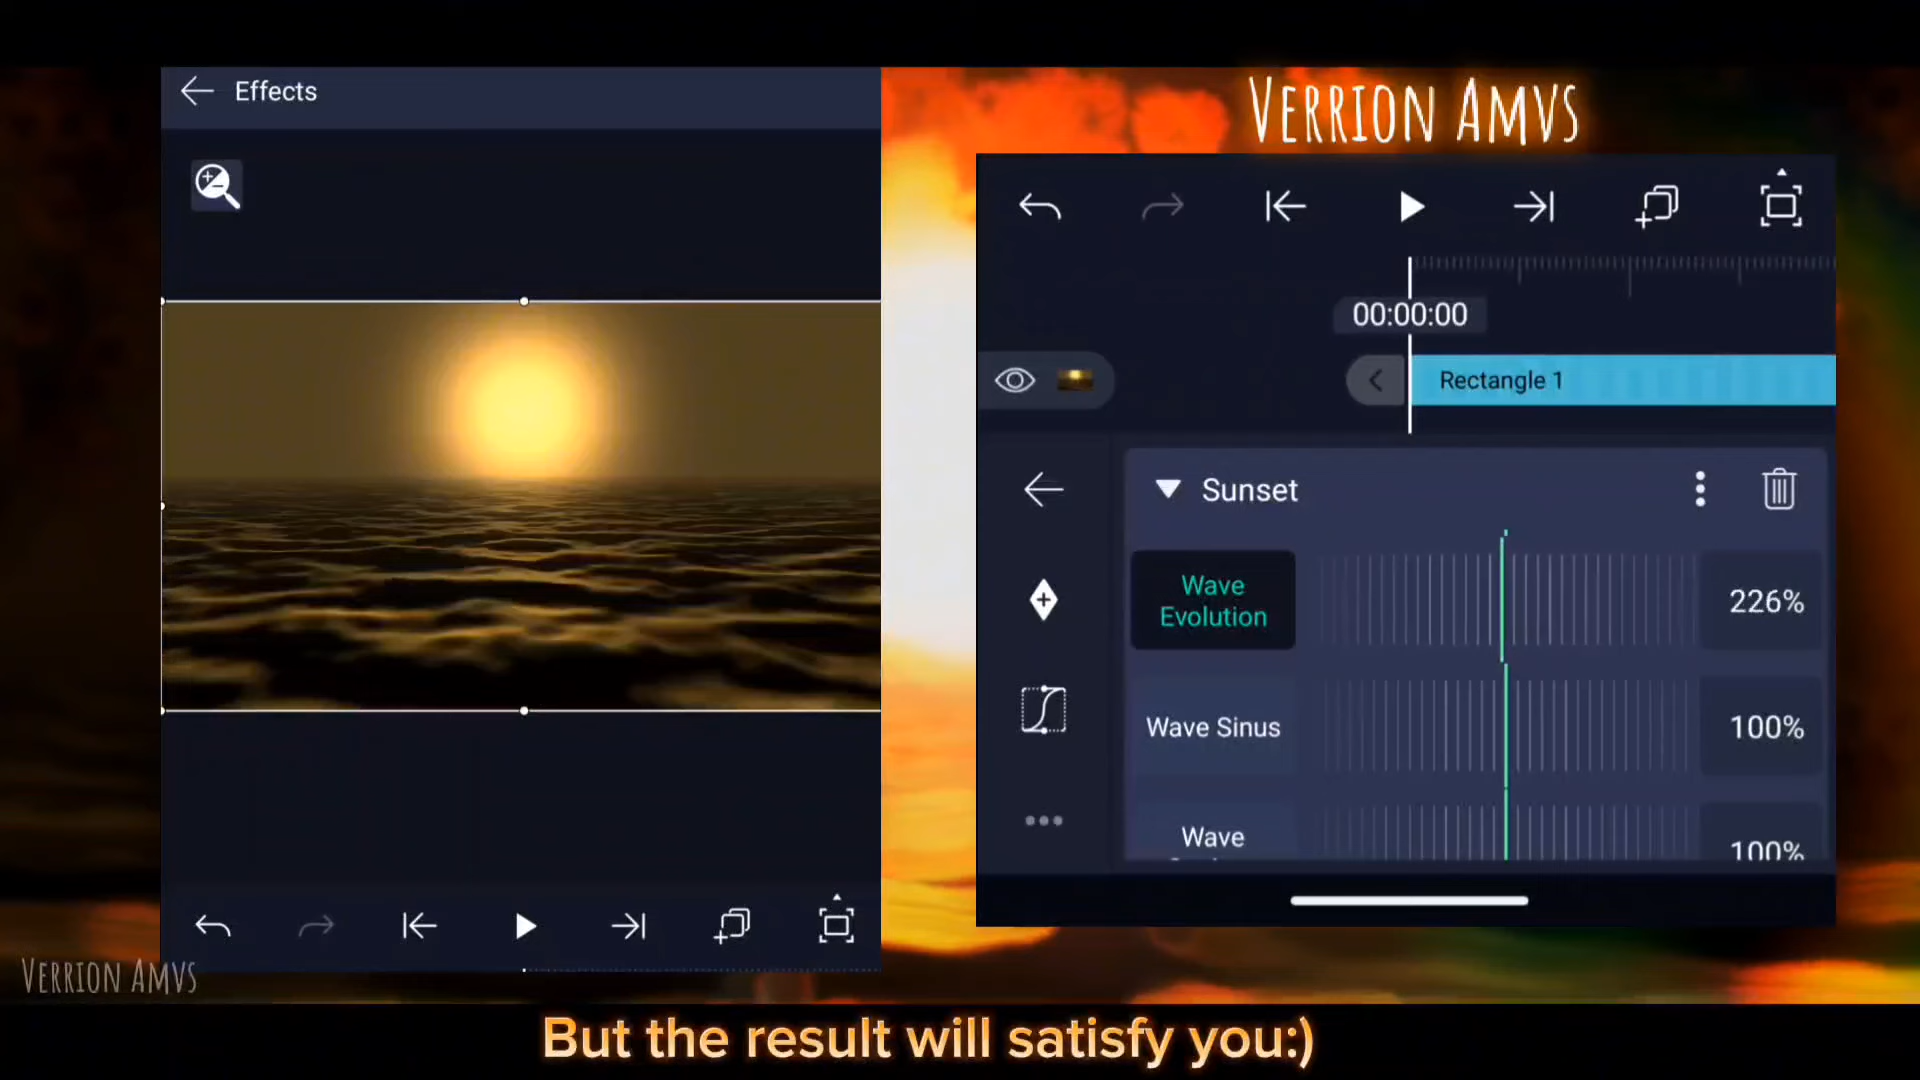 Effects
VERRION AMVS
00:00:00
Rectangle 1
Sunset
Wave
Evolution
226%
Wave Sinus
100%
Wave
100%
VERRION AMVS
But the result will satisfy you:)